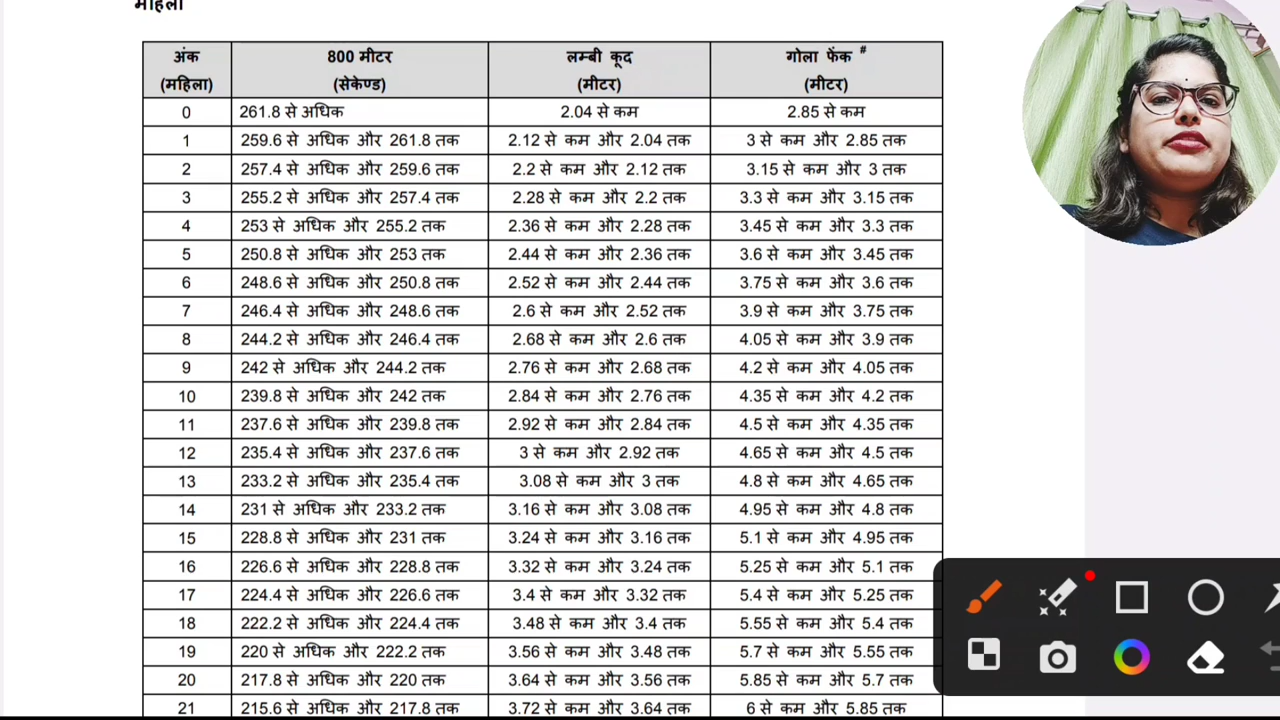 महिला
अंक 800 मीटर लम्बी कूद गोला फेंक #
(महिला) (सेकेण्ड) (मीटर) (मीटर)
0 261.8 से अधिक 2.04 से कम 2.85 से कम
1 259.6 से अधिक और 261.8 तक 2.12 से कम और 2.04 तक 3 से कम और 2.85 तक
2 257.4 से अधिक और 259.6 तक 2.2 से कम और 2.12 तक 3.15 से कम और 3 तक
3 255.2 से अधिक और 257.4 तक 2.28 से कम और 2.2 तक 3.3 से कम और 3.15 तक
4 253 से अधिक और 255.2 तक 2.36 से कम और 2.28 तक 3.45 से कम और 3.3 तक
5 250.8 से अधिक और 253 तक 2.44 से कम और 2.36 तक 3.6 से कम और 3.45 तक
6 248.6 से अधिक और 250.8 तक 2.52 से कम और 2.44 तक 3.75 से कम और 3.6 तक
7 246.4 से अधिक और 248.6 तक 2.6 से कम और 2.52 तक 3.9 से कम और 3.75 तक
8 244.2 से अधिक और 246.4 तक 2.68 से कम और 2.6 तक 4.05 से कम और 3.9 तक
9 242 से अधिक और 244.2 तक 2.76 से कम और 2.68 तक 4.2 से कम और 4.05 तक
10 239.8 से अधिक और 242 तक 2.84 से कम और 2.76 तक 4.35 से कम और 4.2 तक
11 237.6 से अधिक और 239.8 तक 2.92 से कम और 2.84 तक 4.5 से कम और 4.35 तक
12 235.4 से अधिक और 237.6 तक 3 से कम और 2.92 तक 4.65 से कम और 4.5 तक
13 233.2 से अधिक और 235.4 तक 3.08 से कम और 3 तक 4.8 से कम और 4.65 तक
14 231 से अधिक और 233.2 तक 3.16 से कम और 3.08 तक 4.95 से कम और 4.8 तक
15 228.8 से अधिक और 231 तक 3.24 से कम और 3.16 तक 5.1 से कम और 4.95 तक
16 226.6 से अधिक और 228.8 तक 3.32 से कम और 3.24 तक 5.25 से कम और 5.1 तक
17 224.4 से अधिक और 226.6 तक 3.4 से कम और 3.32 तक 5.4 से कम और 5.25 तक
18 222.2 से अधिक और 224.4 तक 3.48 से कम और 3.4 तक 5.55 से कम और 5.4 तक
19 220 से अधिक और 222.2 तक 3.56 से कम और 3.48 तक 5.7 से कम और 5.55 तक
20 217.8 से अधिक और 220 तक 3.64 से कम और 3.56 तक 5.85 से कम और 5.7 तक
21 215.6 से अधिक और 217.8 तक 3.72 से कम और 3.64 तक 6 से कम और 5.85 तक